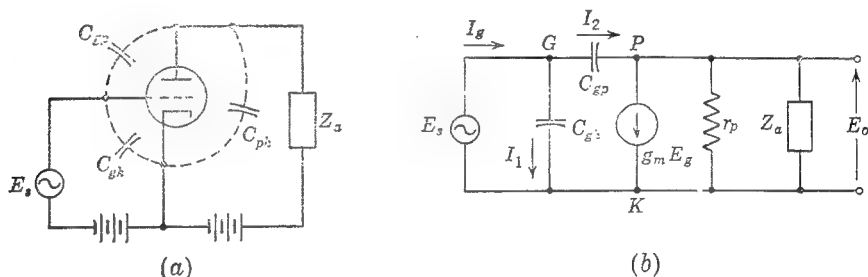 C_gp
C_pk
Z_a
C_gk
E_s
(a)
I_g
G
I_2
P
C_gp
E_s
C_gk
I_1
g_m E_g
r_p
Z_a
E_o
K
(b)